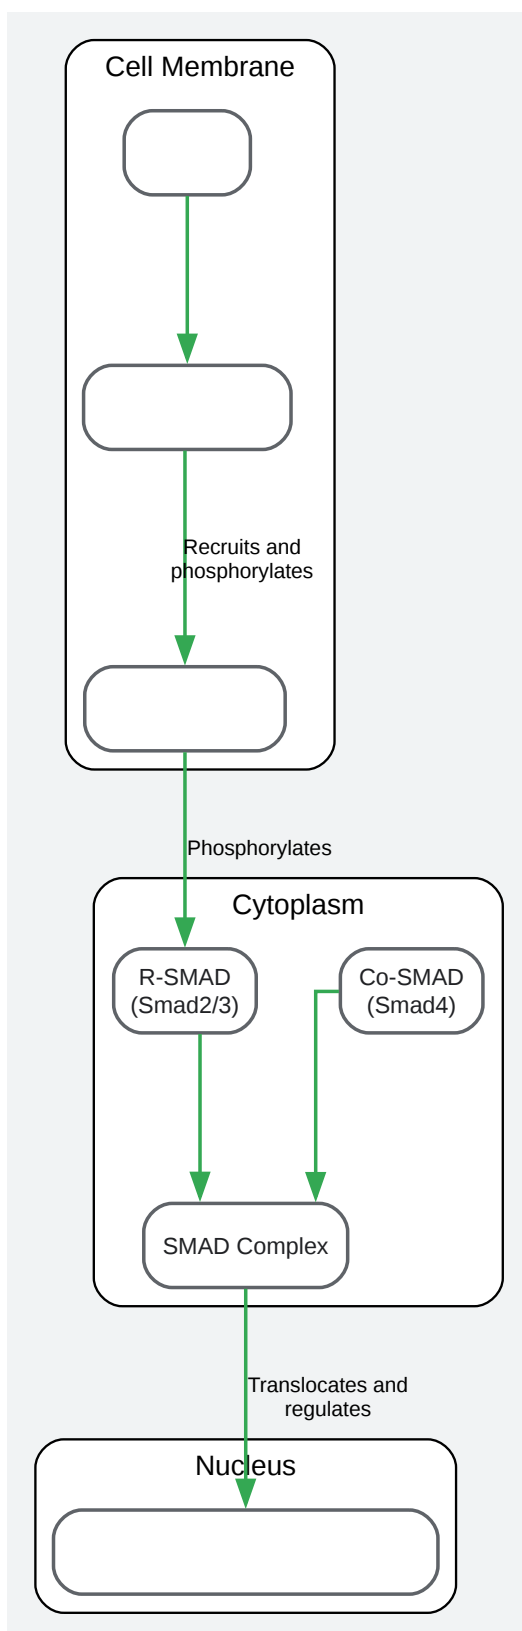 Cell Membrane
Recruits and
phosphorylates
Phosphorylates
Cytoplasm
R-SMAD
(Smad2/3)
Co-SMAD
(Smad4)
SMAD Complex
Translocates and
regulates
Nucleus